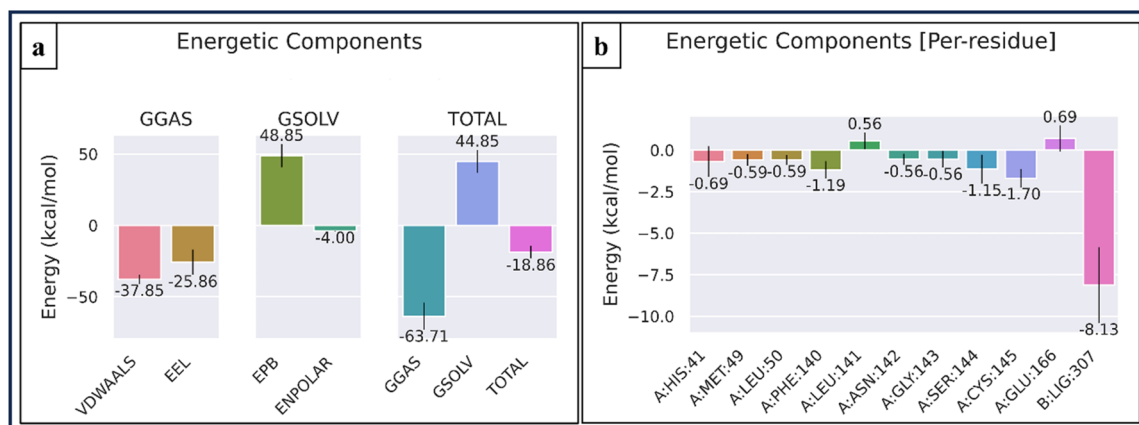 a
Energetic Components
GGAS
GSOLV
TOTAL
Energy (kcal/mol)
50
0
−50
48.85
44.85
-4.00
-37.85
-25.86
-18.86
-63.71
VDWAALS
EEL
EPB
ENPOLAR
GGAS
GSOLV
TOTAL
b
Energetic Components [Per-residue]
Energy (kcal/mol)
0.0
−2.5
−5.0
−7.5
−10.0
-0.69
-0.59
-0.59
-1.19
0.56
-0.56
-0.56
-1.15
-1.70
0.69
-8.13
A:HIS:41
A:MET:49
A:LEU:50
A:PHE:140
A:LEU:141
A:ASN:142
A:GLY:143
A:SER:144
A:CYS:145
A:GLU:166
B:LIG:307